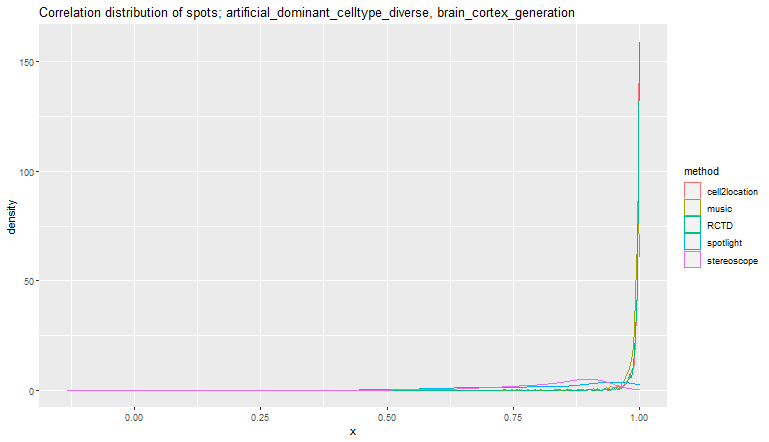 Correlation distribution of spots; artificial_dominant_celltype_diverse, brain_cortex_generation
150
100
50
0
density
0.00 0.25 0.50 0.75 1.00
x
method
cell2location
music
RCTD
spotlight
stereoscope